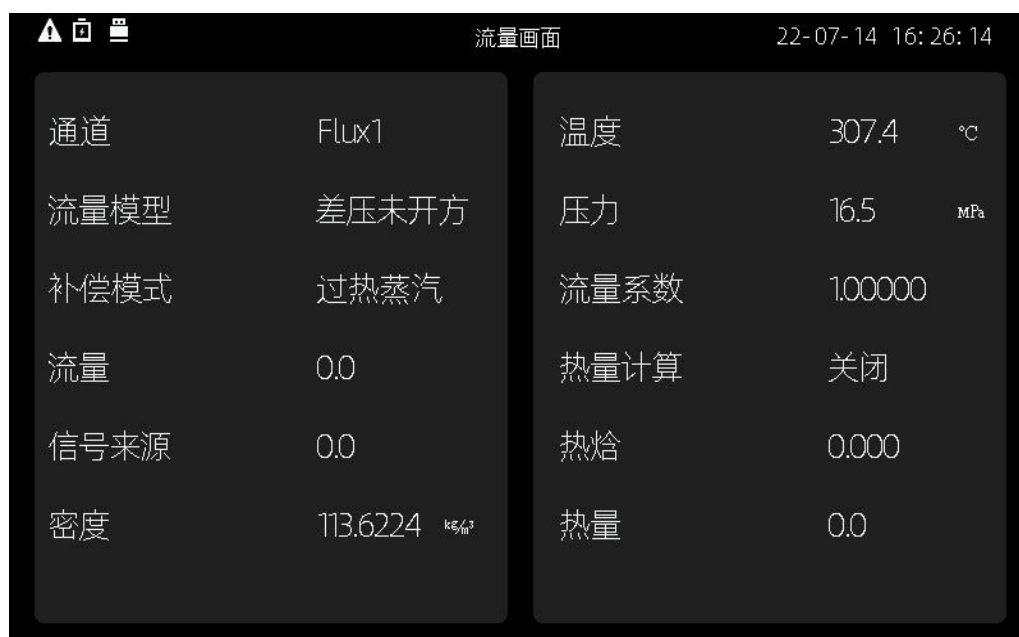 流量画面 22-07-14 16:26:14
通道 Flux1
流量模型 差压未开方
补偿模式 过热蒸汽
流量 0.0
信号来源 0.0
密度 113.6224 kg/m³
温度 307.4 °C
压力 16.5 MPa
流量系数 1.00000
热量计算 关闭
热焓 0.000
热量 0.0